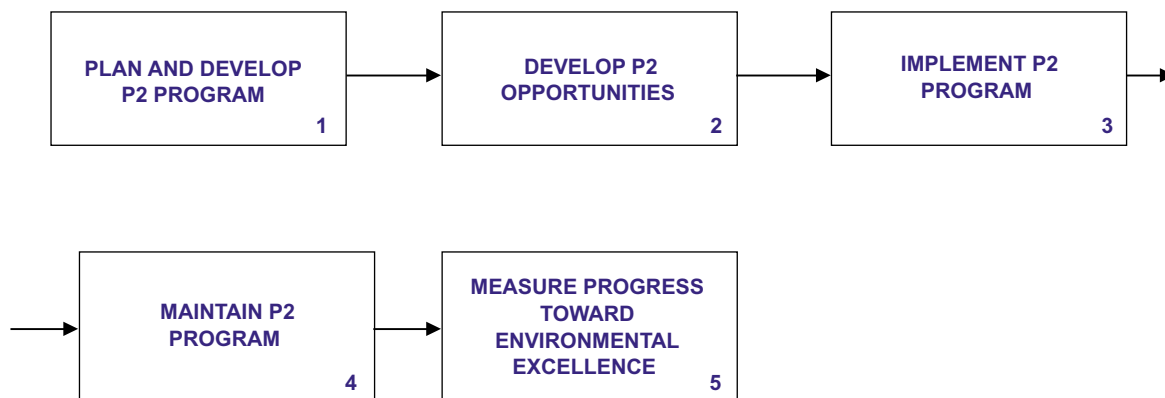 PLAN AND DEVELOP
P2 PROGRAM
1
DEVELOP P2
OPPORTUNITIES
2
IMPLEMENT P2
PROGRAM
3
MAINTAIN P2
PROGRAM
4
MEASURE PROGRESS
TOWARD
ENVIRONMENTAL
EXCELLENCE
5